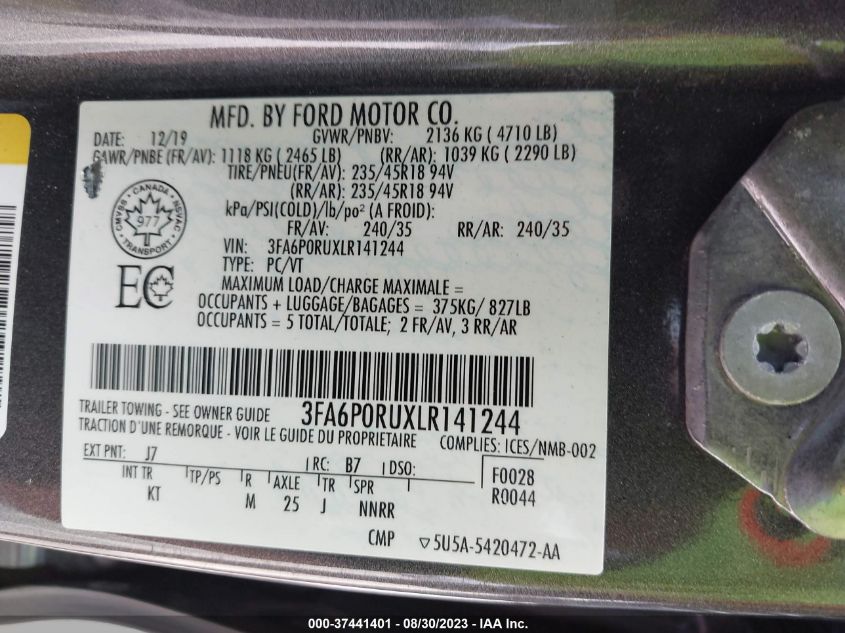 MFD. BY FORD MOTOR CO.
DATE: 12/19 GVWR/PNBV: 2136 KG ( 4710 LB)
GAWR/PNBE (FR/AV): 1118 KG ( 2465 LB) (RR/AR): 1039 KG ( 2290 LB)
TIRE/PNEU(FR/AV): 235/45R18 94V
(RR/AR): 235/45R18 94V
kPa/PSI(COLD)/lb/po² (A FROID):
FR/AV: 240/35 RR/AR: 240/35
CANADA
CMVSS 977 NSVAC
TRANSPORT
VIN: 3FA6P0RUXLR141244
TYPE: PC/VT
EC
MAXIMUM LOAD/CHARGE MAXIMALE =
OCCUPANTS + LUGGAGE/BAGAGES = 375KG/ 827LB
OCCUPANTS = 5 TOTAL/TOTALE; 2 FR/AV, 3 RR/AR
TRAILER TOWING - SEE OWNER GUIDE 3FA6P0RUXLR141244
TRACTION D'UNE REMORQUE - VOIR LE GUIDE DU PROPRIETAIRE COMPLIES: ICES/NMB-002
EXT PNT: J7 RC: B7 DSO: F0028
INT TR TP/PS R AXLE TR SPR R0044
KT M 25 J NNRR
CMP ▽5U5A-5420472-AA
000-37441401 - 08/30/2023 - IAA Inc.